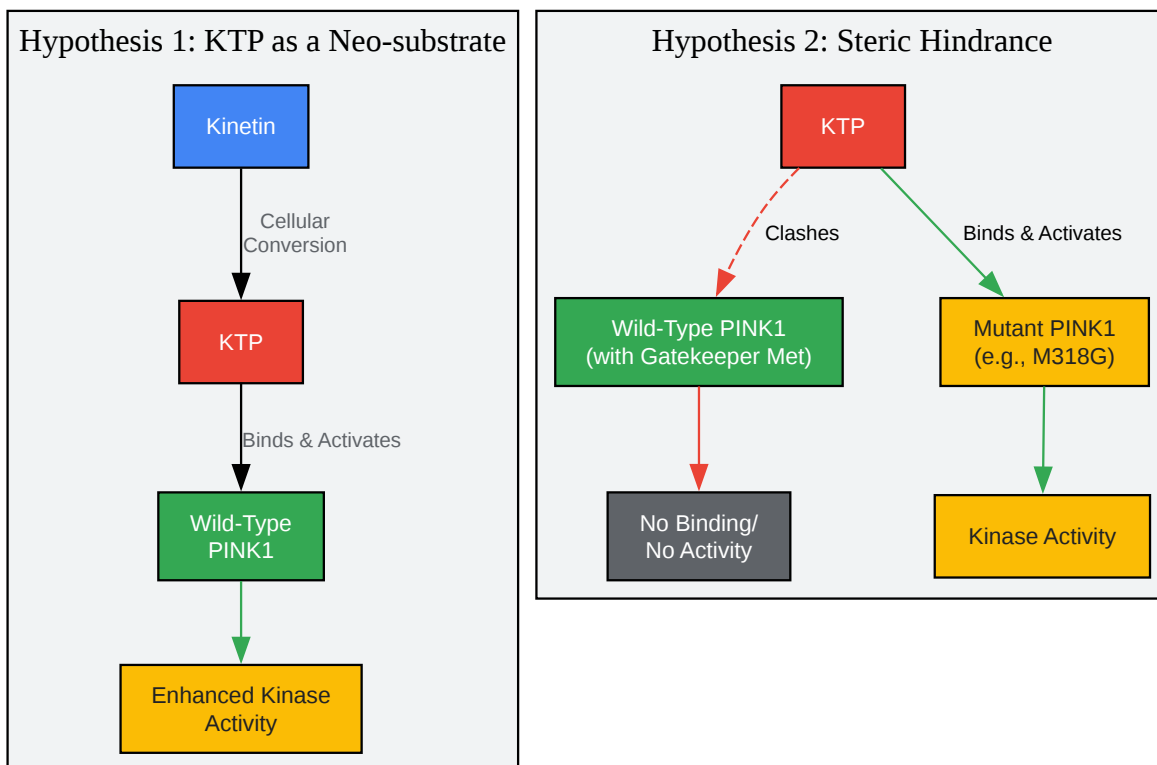 Hypothesis 1: KTP as a Neo-substrate
Kinetin
Cellular
Conversion
KTP
Binds & Activates
Wild-Type
PINK1
Enhanced Kinase
Activity
Hypothesis 2: Steric Hindrance
KTP
Clashes
Binds & Activates
Wild-Type PINK1
(with Gatekeeper Met)
Mutant PINK1
(e.g., M318G)
No Binding/
No Activity
Kinase Activity